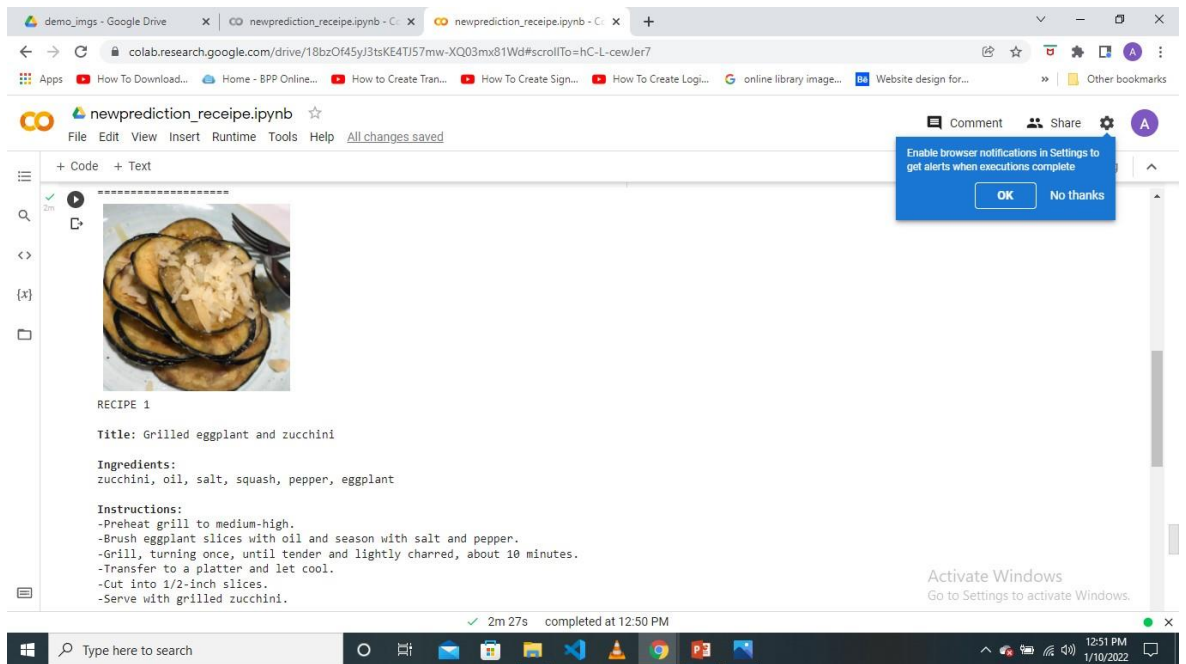 demo_imgs - Google Drive
newprediction_receipe.ipynb - C
newprediction_receipe.ipynb - C
colab.research.google.com/drive/18bzOf45yJ3tsKE4TJ57mw-XQ03mx81Wd#scrollTo=hC-L-cewJer7
Apps How To Download... Home - BPP Online... How to Create Tran... How To Create Sign... How To Create Logi... online library image... Website design for... » Other bookmarks
newprediction_receipe.ipynb
File Edit View Insert Runtime Tools Help All changes saved
Comment Share A
Enable browser notifications in Settings to
get alerts when executions complete
OK No thanks
+ Code + Text
2m
====================
RECIPE 1
Title: Grilled eggplant and zucchini
Ingredients:
zucchini, oil, salt, squash, pepper, eggplant
Instructions:
-Preheat grill to medium-high.
-Brush eggplant slices with oil and season with salt and pepper.
-Grill, turning once, until tender and lightly charred, about 10 minutes.
-Transfer to a platter and let cool.
-Cut into 1/2-inch slices.
-Serve with grilled zucchini.
Activate Windows
Go to Settings to activate Windows.
2m 27s completed at 12:50 PM
Type here to search
12:51 PM
1/10/2022